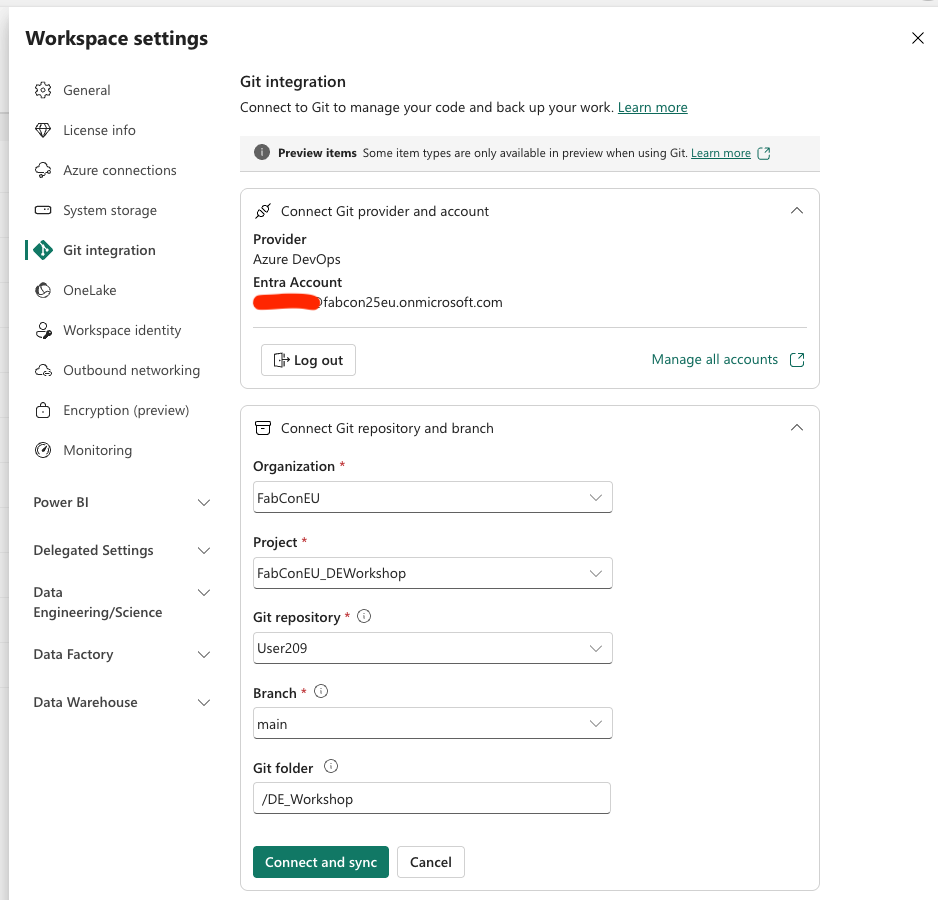 Workspace settings
General
License info
Azure connections
System storage
Git integration
OneLake
Workspace identity
Outbound networking
Encryption (preview)
Monitoring
Power BI
Delegated Settings
Data
Engineering/Science
Data Factory
Data Warehouse
Git integration
Connect to Git to manage your code and back up your work. Learn more
Preview items Some item types are only available in preview when using Git. Learn more
Connect Git provider and account
Provider
Azure DevOps
Entra Account
fabcon25eu.onmicrosoft.com
Log out
Manage all accounts
Connect Git repository and branch
Organization *
FabConEU
Project *
FabConEU_DEWorkshop
Git repository *
User209
Branch *
main
Git folder
/DE_Workshop
Connect and sync
Cancel